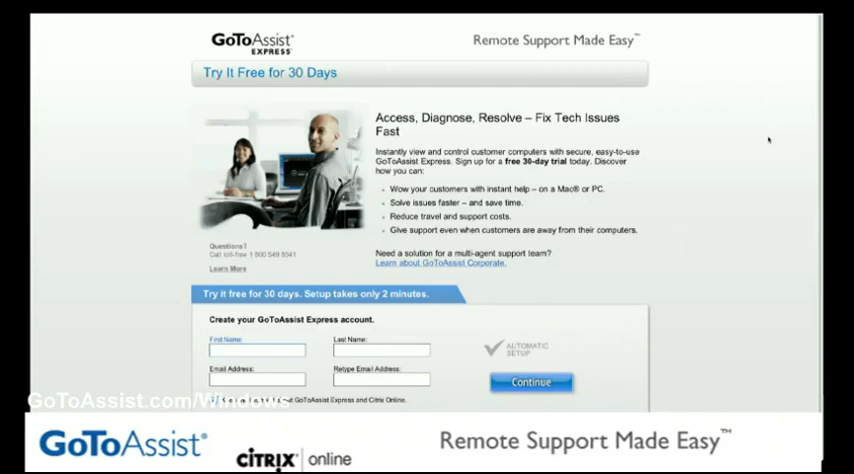 GoToAssist®
EXPRESS™
Remote Support Made Easy™
Try It Free for 30 Days
Access, Diagnose, Resolve – Fix Tech Issues
Fast
Instantly view and control customer computers with secure, easy-to-use
GoToAssist Express. Sign up for a free 30-day trial today. Discover
how you can:
Wow your customers with instant help – on a Mac® or PC.
Solve issues faster – and save time.
Reduce travel and support costs.
Give support even when customers are away from their computers.
Questions?
Call toll-free 1 800 549 8541
Learn More
Need a solution for a multi-agent support team?
Learn about GoToAssist Corporate.
Try it free for 30 days. Setup takes only 2 minutes.
Create your GoToAssist Express account.
First Name:
Last Name:
AUTOMATIC
SETUP
Email Address:
Retype Email Address:
Continue
GoToAssist.com/Windows
GoToAssist Express and Citrix Online.
GoToAssist®
CITRIX® | online
Remote Support Made Easy™